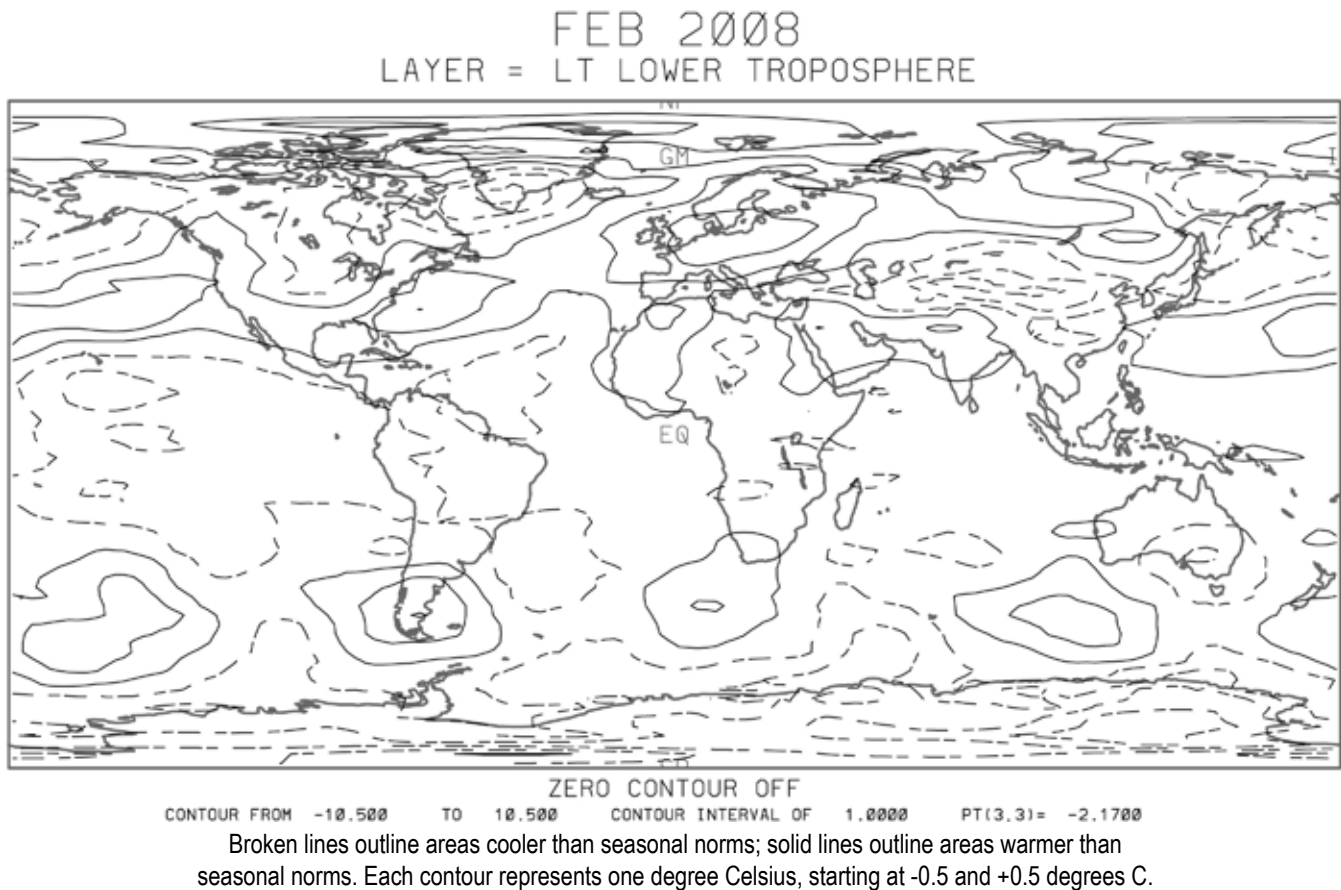 FEB 2008
LAYER = LT LOWER TROPOSPHERE
GM
EQ
ZERO CONTOUR OFF
CONTOUR FROM -10.500 TO 10.500 CONTOUR INTERVAL OF 1.0000 PT(3,3)= -2.1700
Broken lines outline areas cooler than seasonal norms; solid lines outline areas warmer than
seasonal norms. Each contour represents one degree Celsius, starting at -0.5 and +0.5 degrees C.